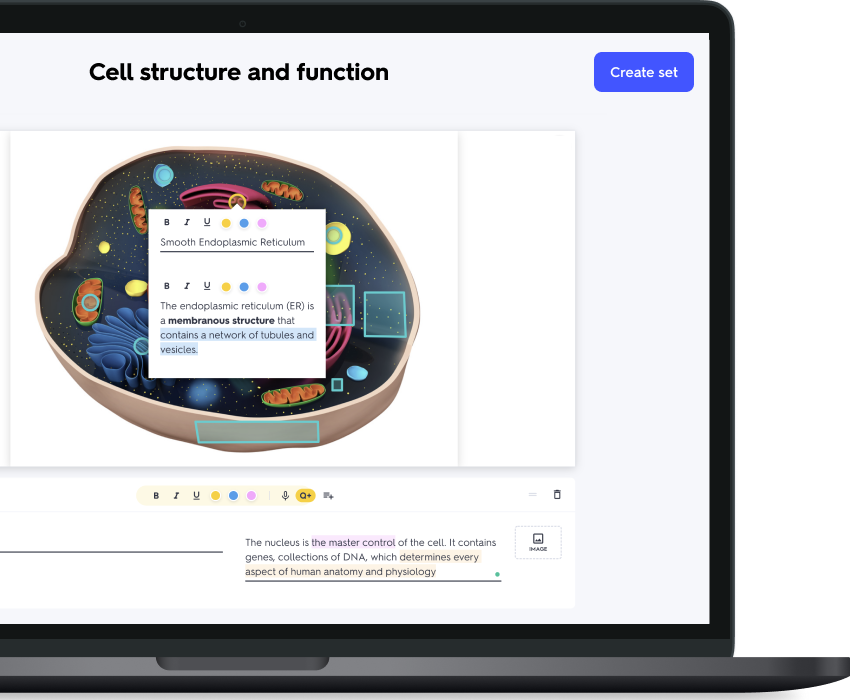 Cell structure and function
Create set
B I U
Smooth Endoplasmic Reticulum
B I U
The endoplasmic reticulum (ER) is
a membranous structure that
contains a network of tubules and
vesicles.
B I U Q+
The nucleus is the master control of the cell. It contains
genes, collections of DNA, which determines every
aspect of human anatomy and physiology
IMAGE